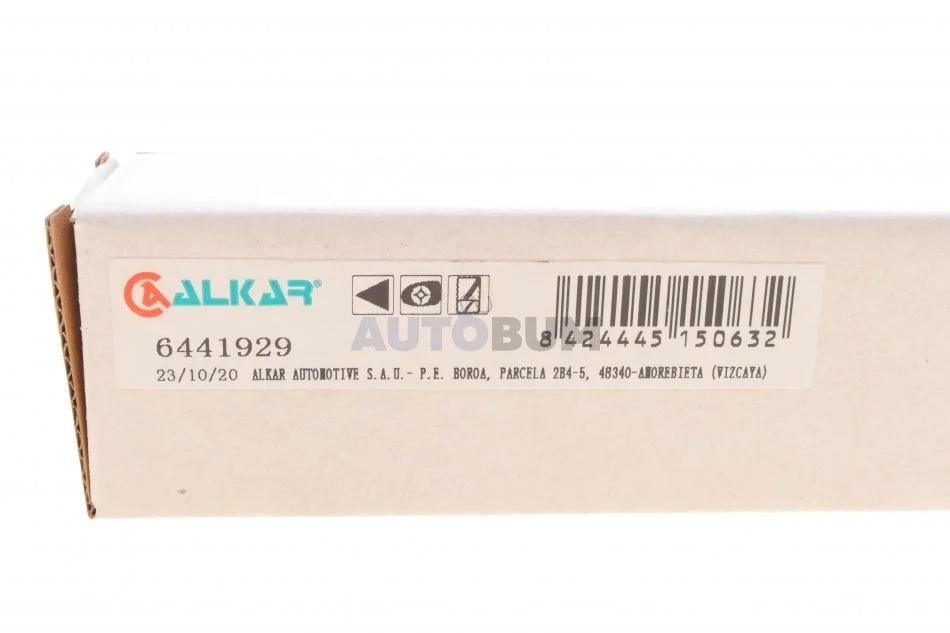 ALKAR®
AUTOBUM
8 424445 150632
6441929
23/10/20 ALKAR AUTOMOTIVE S.A.U.- P.E. BOROA, PARCELA 2B4-5, 48340-AMOREBIETA (VIZCAYA)